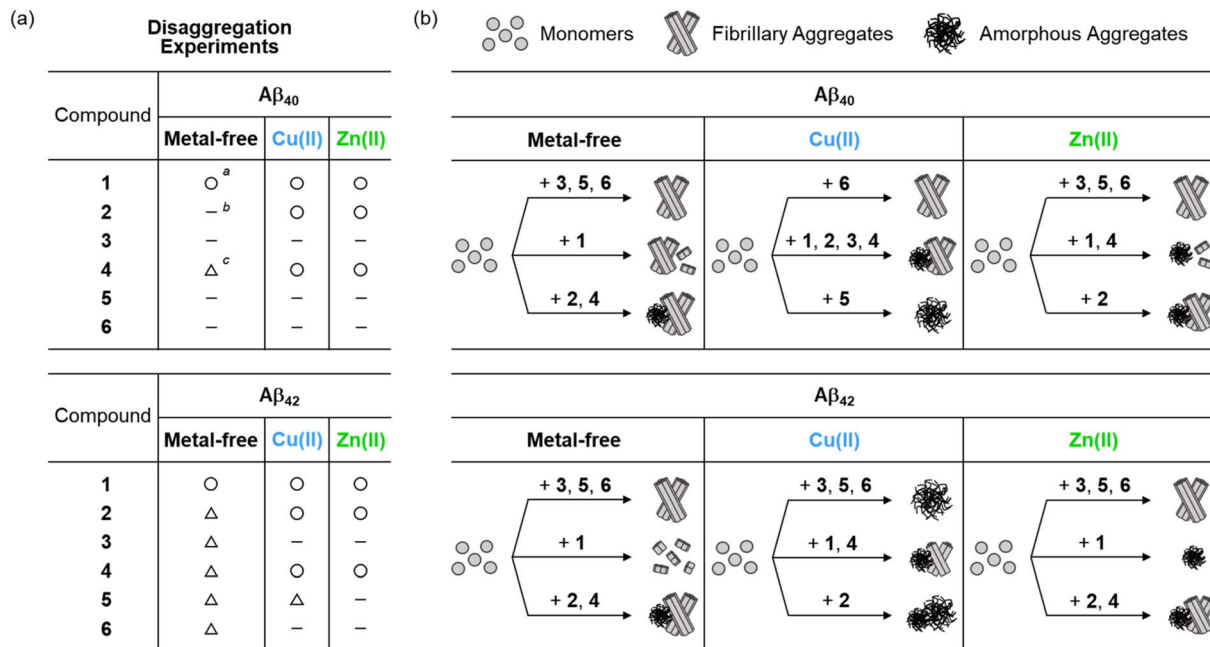 (a)
Disaggregation
Experiments
Compound
Aβ40
Metal-free Cu(II) Zn(II)
1 ○ a ○ ○
2 – b ○ ○
3 – – –
4 △ c ○ ○
5 – – –
6 – – –
Compound
Aβ42
Metal-free Cu(II) Zn(II)
1 ○ ○ ○
2 △ ○ ○
3 △ – –
4 △ ○ ○
5 △ △ –
6 △ – –
(b)
Monomers Fibrillary Aggregates Amorphous Aggregates
Aβ40
Metal-free Cu(II) Zn(II)
+ 3, 5, 6 + 6 + 3, 5, 6
+ 1 + 1, 2, 3, 4 + 1, 4
+ 2, 4 + 5 + 2
Aβ42
Metal-free Cu(II) Zn(II)
+ 3, 5, 6 + 3, 5, 6 + 3, 5, 6
+ 1 + 1, 4 + 1
+ 2, 4 + 2 + 2, 4